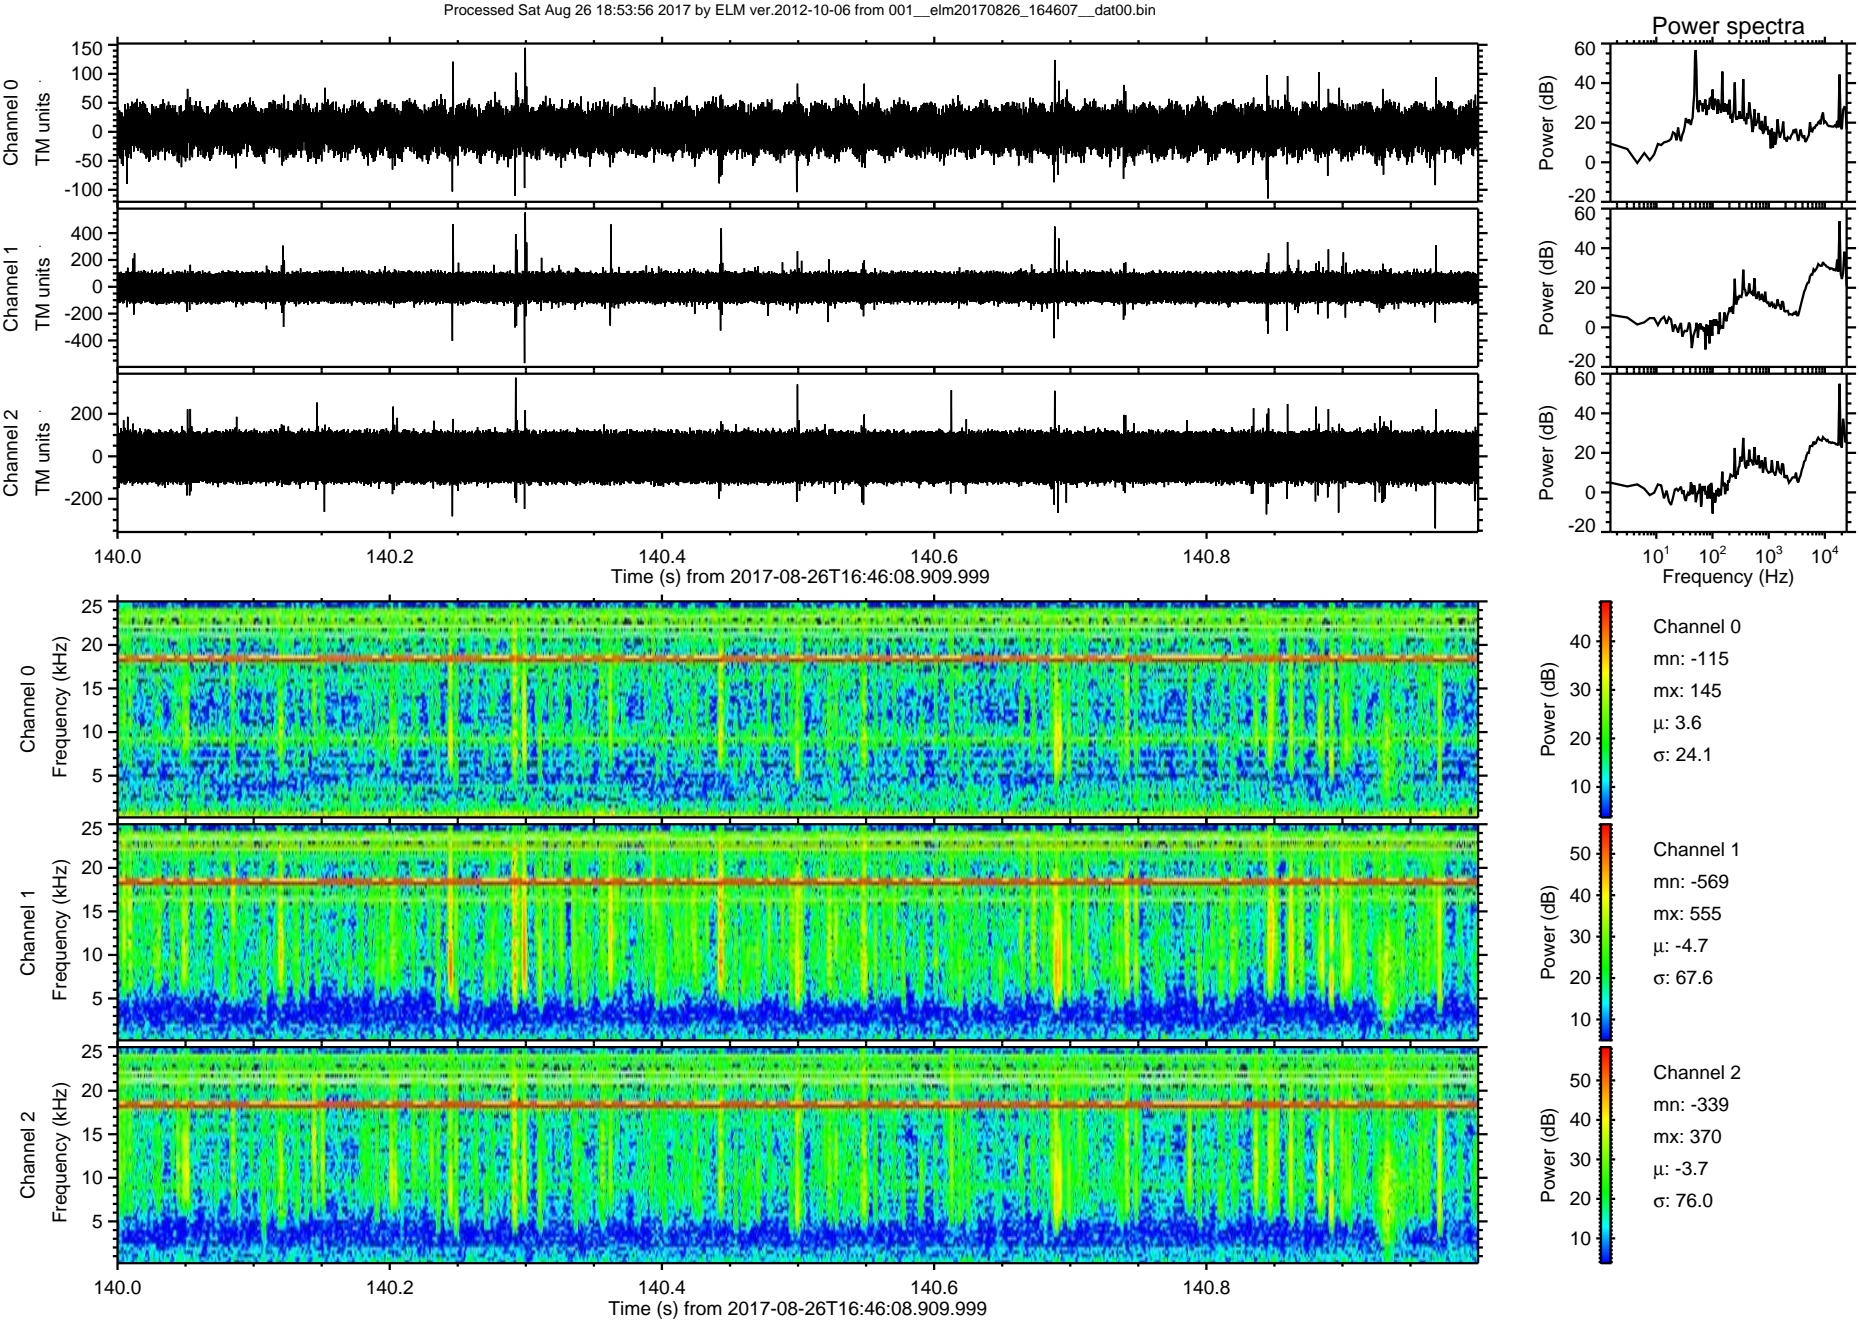 Processed Sat Aug 26 18:53:56 2017 by ELM ver.2012-10-06 from 001__elm20170826_164607__dat00.bin
Power spectra
Channel 0
TM units
150
100
50
0
-50
-100
Power (dB)
60
40
20
0
-20
Channel 1
TM units
400
200
0
-200
-400
Power (dB)
60
40
20
0
-20
Channel 2
TM units
200
0
-200
Power (dB)
60
40
20
0
-20
140.0 140.2 140.4 140.6 140.8
Time (s) from 2017-08-26T16:46:08.909.999
10^1 10^2 10^3 10^4
Frequency (Hz)
Channel 0
Frequency (kHz)
25
20
15
10
5
Power (dB)
40
30
20
10
Channel 0
mn: -115
mx: 145
μ: 3.6
σ: 24.1
Channel 1
Frequency (kHz)
25
20
15
10
5
Power (dB)
50
40
30
20
10
Channel 1
mn: -569
mx: 555
μ: -4.7
σ: 67.6
Channel 2
Frequency (kHz)
25
20
15
10
5
Power (dB)
50
40
30
20
10
Channel 2
mn: -339
mx: 370
μ: -3.7
σ: 76.0
140.0 140.2 140.4 140.6 140.8
Time (s) from 2017-08-26T16:46:08.909.999